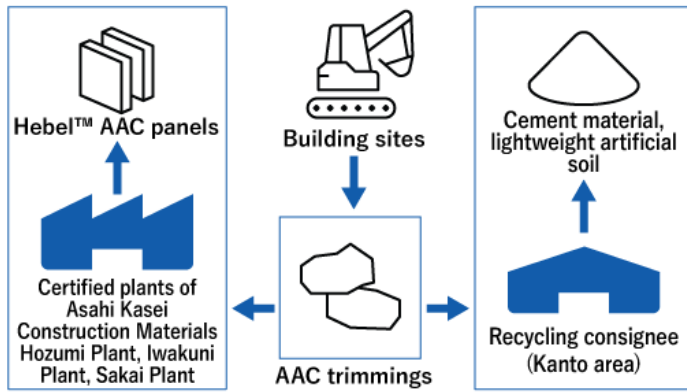 Hebel™ AAC panels
Certified plants of
Asahi Kasei
Construction Materials
Hozumi Plant, Iwakuni
Plant, Sakai Plant
Building sites
AAC trimmings
Cement material,
lightweight artificial
soil
Recycling consignee
(Kanto area)